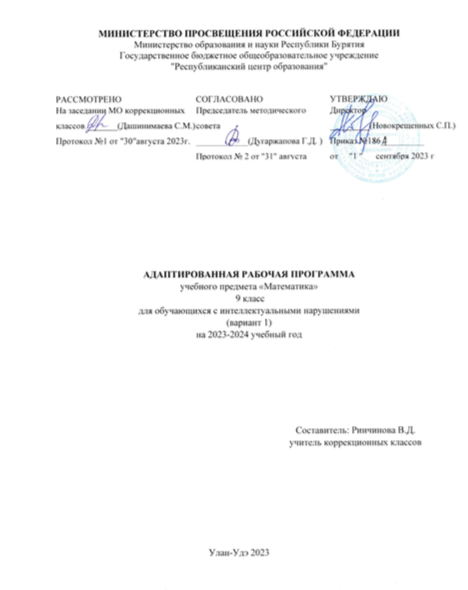 МИНИСТЕРСТВО ПРОСВЕЩЕНИЯ РОССИЙСКОЙ ФЕДЕРАЦИИ
Министерство образования и науки Республики Бурятия
Государственное бюджетное общеобразовательное учреждение
"Республиканский центр образования"
РАССМОТРЕНО СОГЛАСОВАНО УТВЕРЖДАЮ
На заседании МО коррекционных Председатель методического Директор
классов (Дашинимаева С.М.) совета (Новокрещенных С.П.)
Протокол №1 от "30"августа 2023г. (Дугаржапова Г.Д. ) Приказ №186
Протокол № 2 от "31" августа от "1 " сентября 2023 г
АДАПТИРОВАННАЯ РАБОЧАЯ ПРОГРАММА
учебного предмета «Математика»
9 класс
для обучающихся с интеллектуальными нарушениями
(вариант 1)
на 2023-2024 учебный год
Составитель: Ринчинова В.Д.
учитель коррекционных классов
Улан-Удэ 2023